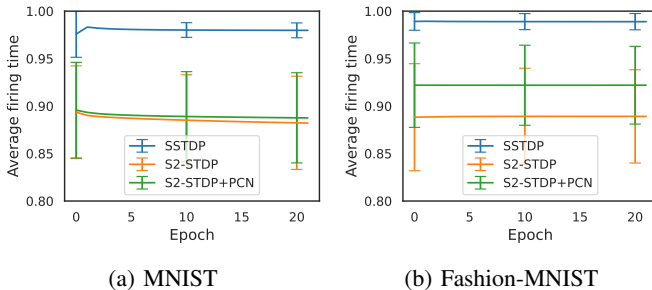 1.00
0.95
0.90
0.85
0.80
Average firing time
SSTDP
S2-STDP
S2-STDP+PCN
0 5 10 15 20
Epoch
(a) MNIST
1.00
0.95
0.90
0.85
0.80
Average firing time
SSTDP
S2-STDP
S2-STDP+PCN
0 5 10 15 20
Epoch
(b) Fashion-MNIST